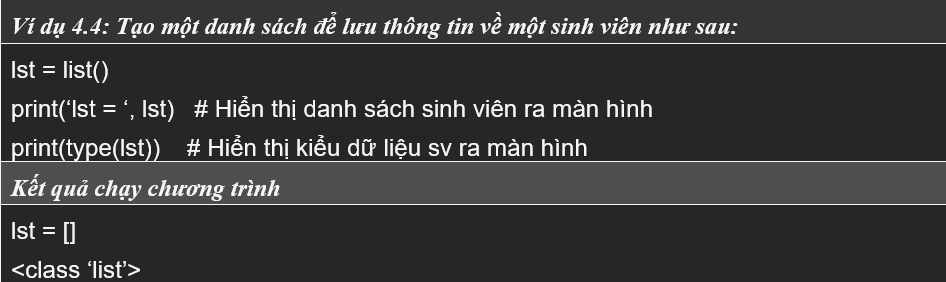 Ví dụ 4.4: Tạo một danh sách để lưu thông tin về một sinh viên như sau:
lst = list()
print(‘lst = ‘, lst)   # Hiển thị danh sách sinh viên ra màn hình
print(type(lst))    # Hiển thị kiểu dữ liệu sv ra màn hình
Kết quả chạy chương trình
lst = []
<class ‘list’>